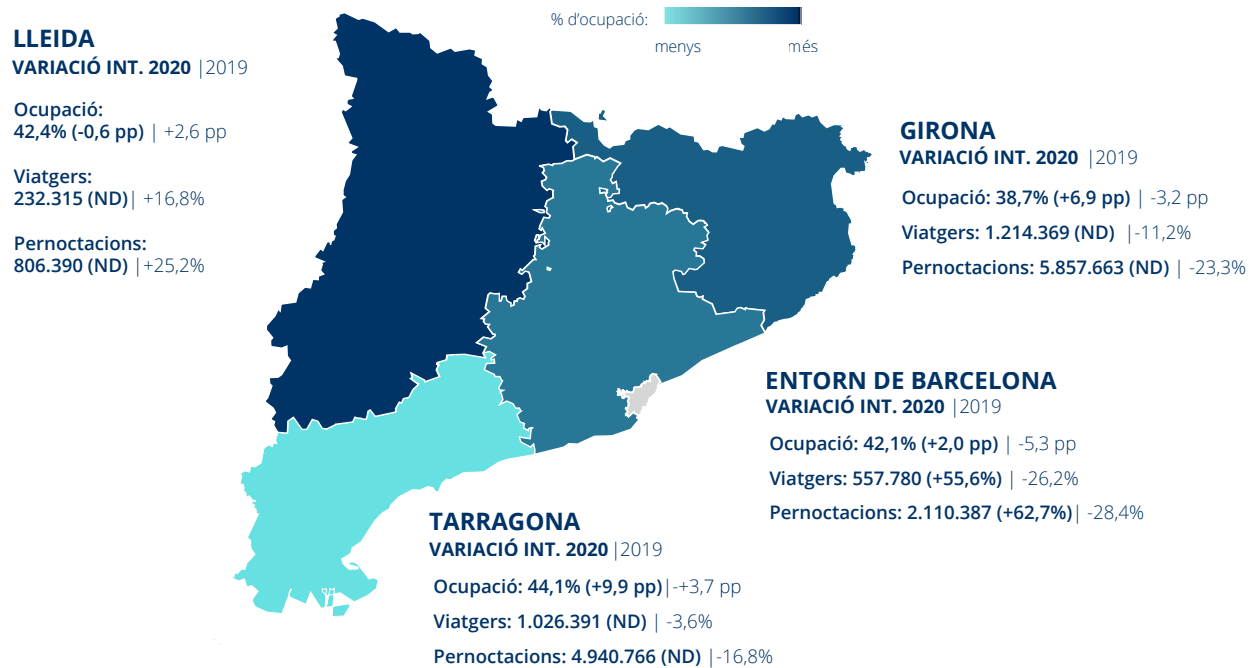 % d'ocupació:
menys més
LLEIDA
VARIACIÓ INT. 2020 |2019
Ocupació:
42,4% (-0,6 pp) | +2,6 pp
Viatgers:
232.315 (ND)| +16,8%
Pernoctacions:
806.390 (ND) |+25,2%
GIRONA
VARIACIÓ INT. 2020 |2019
Ocupació: 38,7% (+6,9 pp) | -3,2 pp
Viatgers: 1.214.369 (ND) |-11,2%
Pernoctacions: 5.857.663 (ND) | -23,3%
ENTORN DE BARCELONA
VARIACIÓ INT. 2020 |2019
Ocupació: 42,1% (+2,0 pp) | -5,3 pp
Viatgers: 557.780 (+55,6%) | -26,2%
Pernoctacions: 2.110.387 (+62,7%)| -28,4%
TARRAGONA
VARIACIÓ INT. 2020 |2019
Ocupació: 44,1% (+9,9 pp)|-+3,7 pp
Viatgers: 1.026.391 (ND) | -3,6%
Pernoctacions: 4.940.766 (ND) |-16,8%